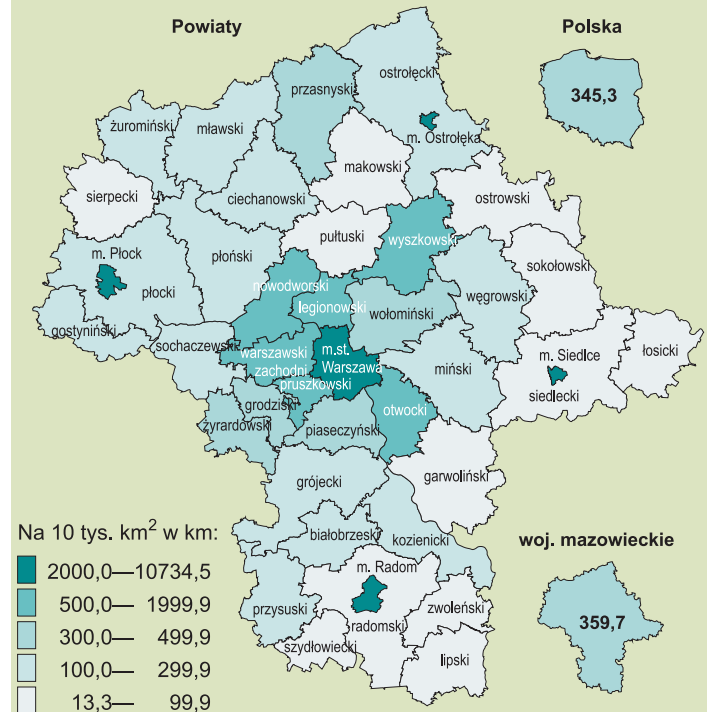 Powiaty
Polska
345,3
ostrołęcki
przasnyski
żuromiński
mławski
m. Ostrołęka
makowski
sierpecki
ciechanowski
ostrowski
pułtuski
wyszkowski
m. Płock
płoński
sokołowski
płocki
nowodworski
legionowski
wołomiński
węgrowski
gostyniński
sochaczewski
warszawski
zachodni
m.st.
Warszawa
miński
m. Siedlce
siedlecki
łosicki
pruszkowski
grodziski
otwocki
żyrardowski
piaseczyński
garwoliński
grójecki
białobrzeski
kozienicki
m. Radom
przysuski
zwoleński
radomski
szydłowiecki
lipski
Na 10 tys. km² w km:
2000,0—10734,5
500,0— 1999,9
300,0— 499,9
100,0— 299,9
13,3— 99,9
woj. mazowieckie
359,7